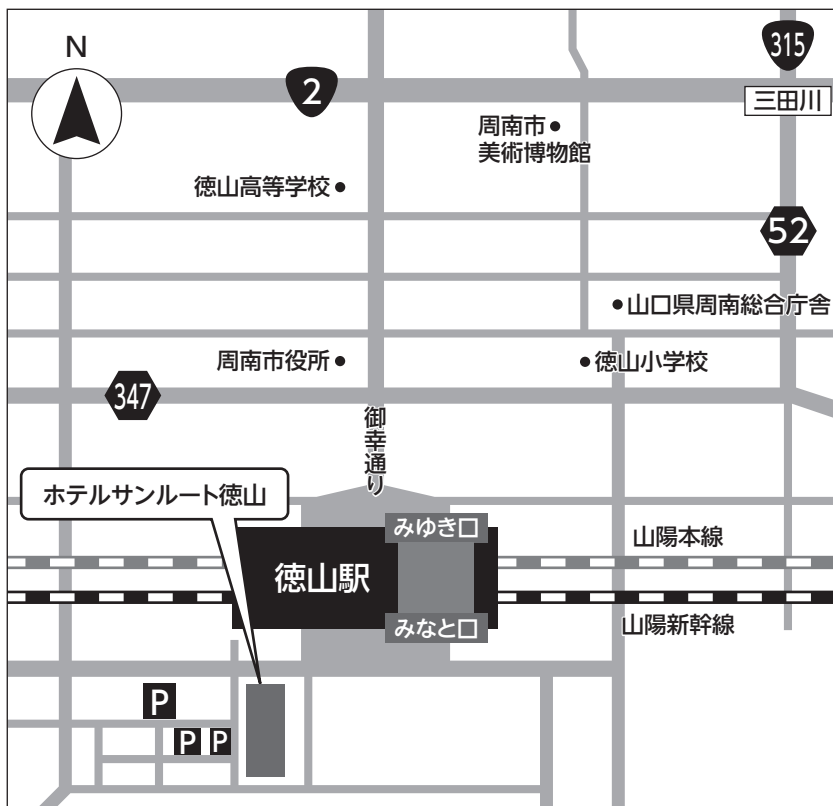 N
2
315
三田川
周南市
美術博物館
徳山高等学校
52
山口県周南総合庁舎
周南市役所
徳山小学校
347
御幸通り
ホテルサンルート徳山
みゆき口
山陽本線
徳山駅
みなと口
山陽新幹線
P
P
P